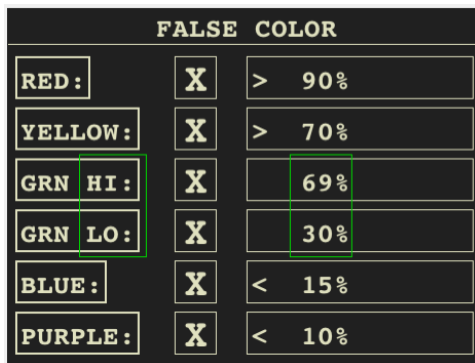 FALSE COLOR
RED: X > 90%
YELLOW: X > 70%
GRN HI: X 69%
GRN LO: X 30%
BLUE: X < 15%
PURPLE: X < 10%